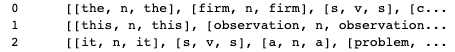 0 [[the, n, the], [firm, n, firm], [s, v, s], [c...
1 [[this, n, this], [observation, n, observation...
2 [[it, n, it], [s, v, s], [a, n, a], [problem, ...